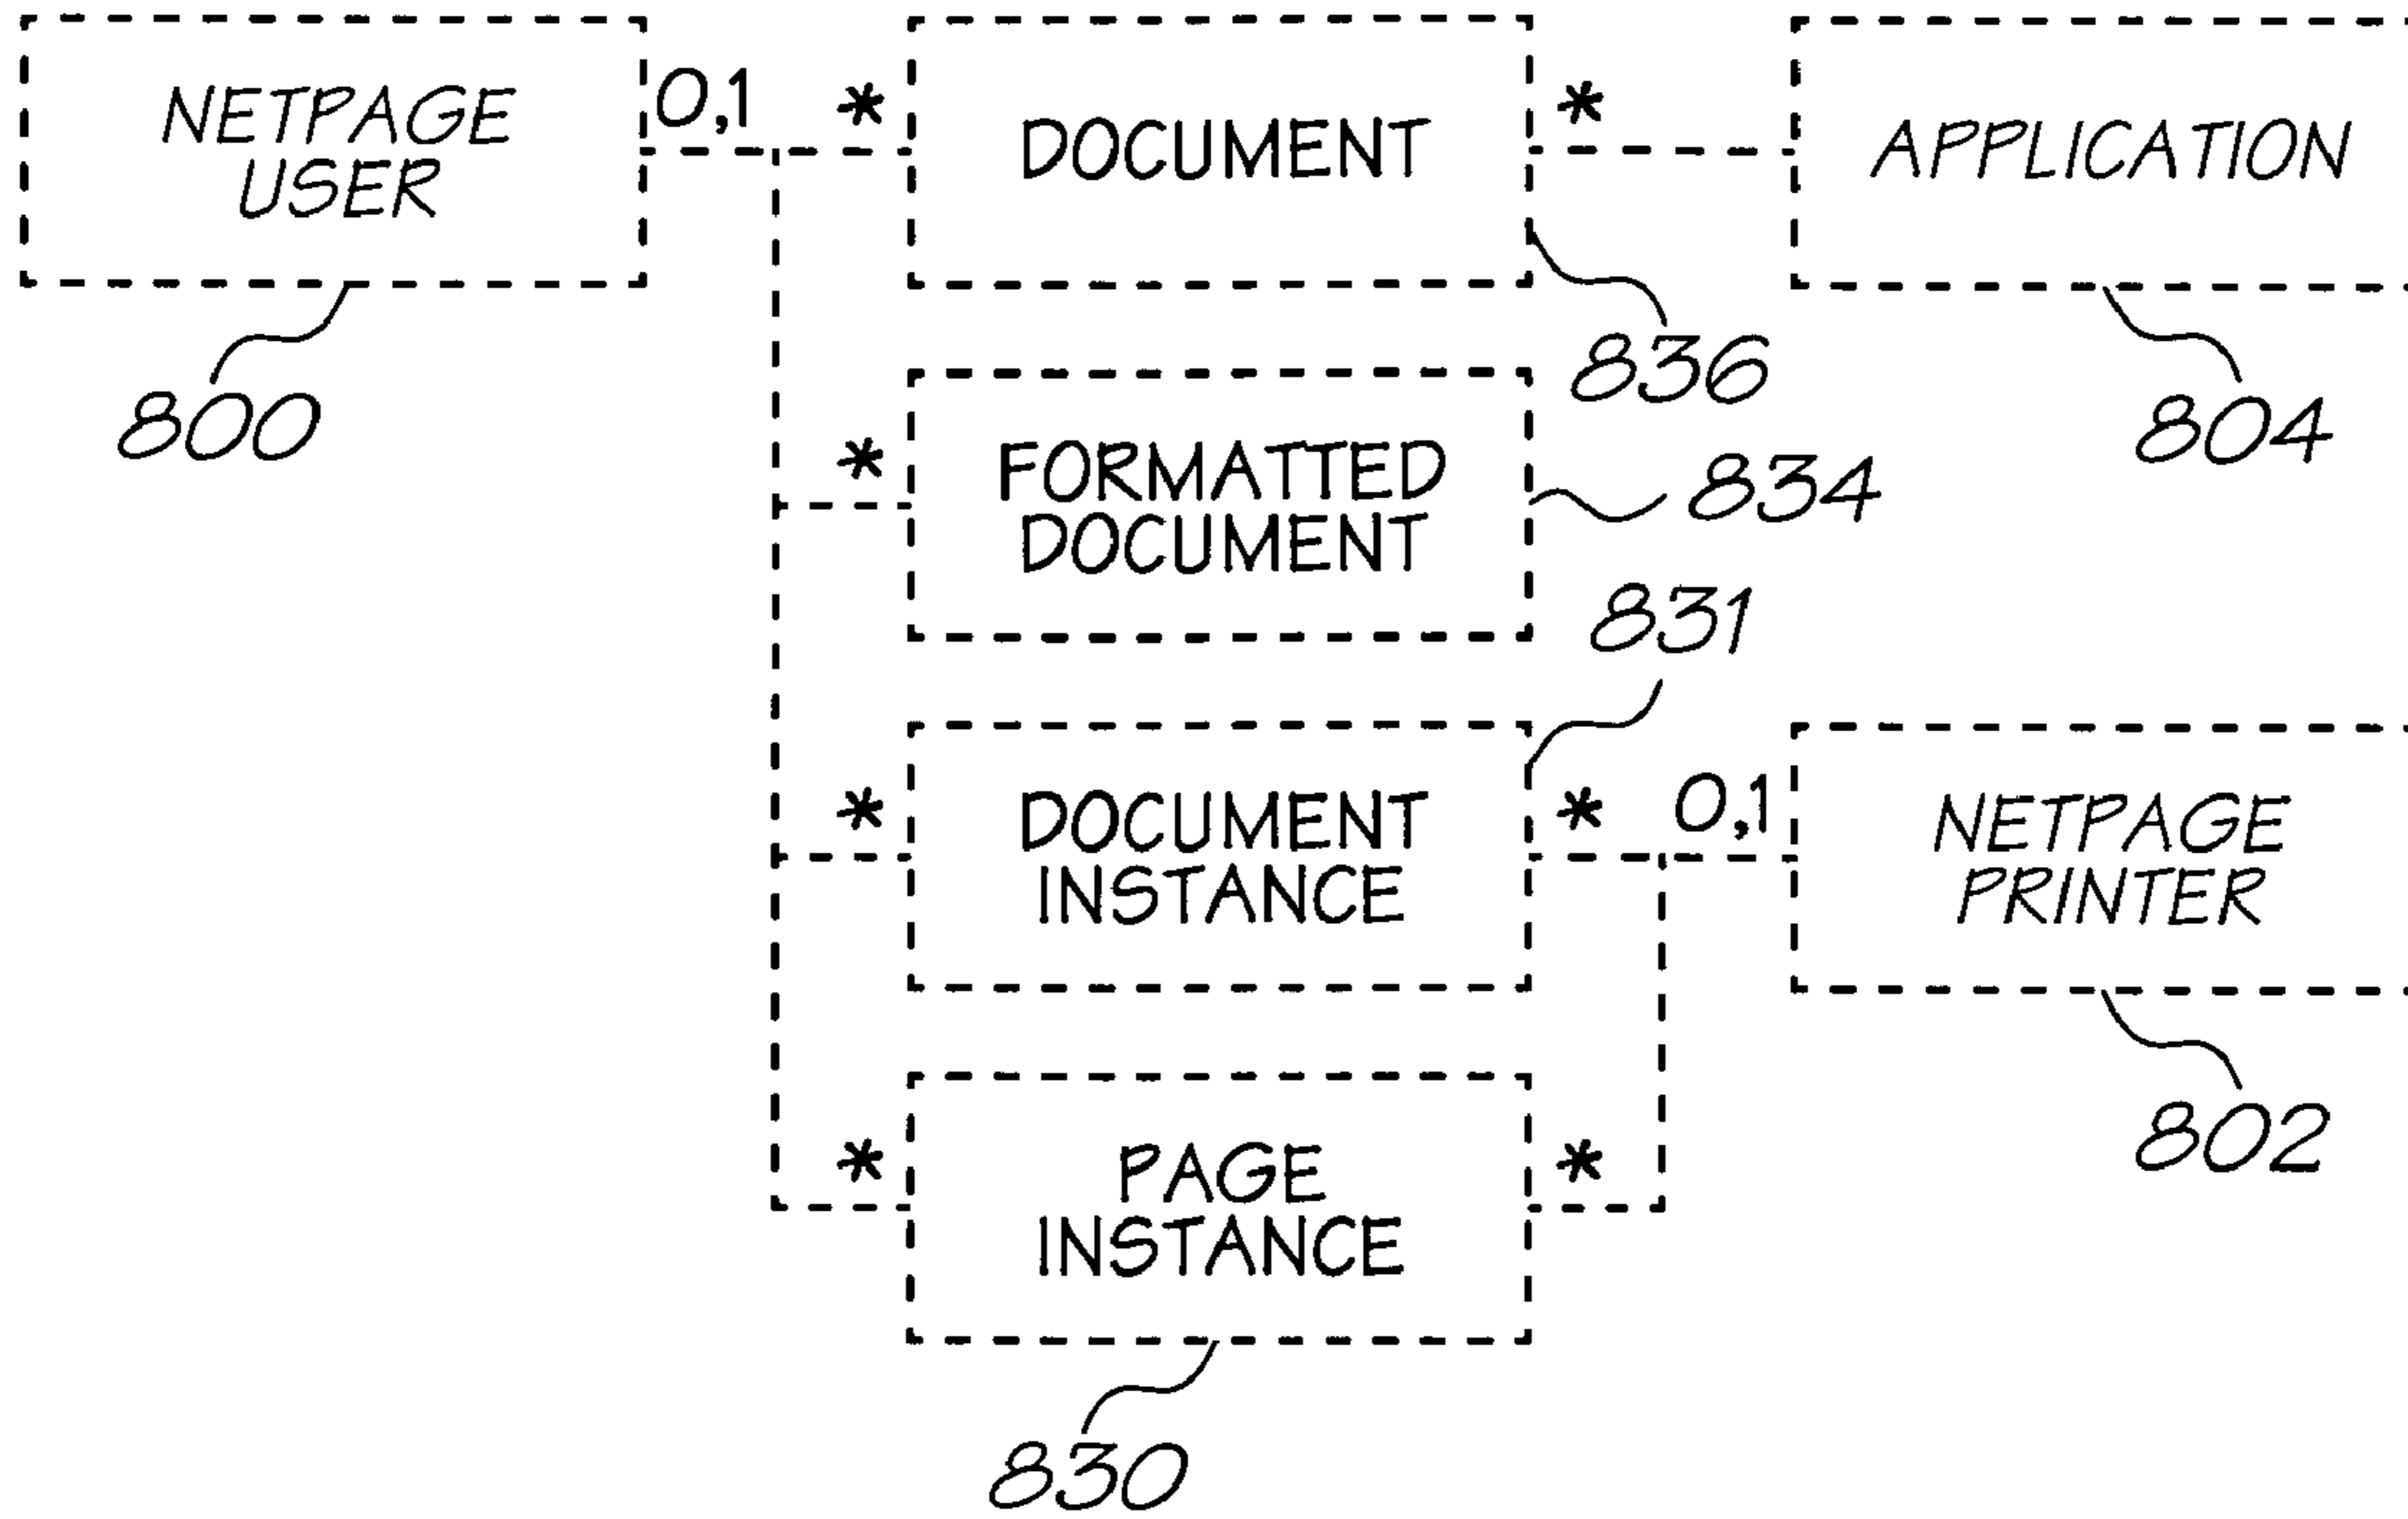 NETPAGE
USER
0,1
*
DOCUMENT
*
APPLICATION
800
836
804
*
FORMATTED
DOCUMENT
834
831
*
DOCUMENT
INSTANCE
*
0,1
NETPAGE
PRINTER
802
*
PAGE
INSTANCE
*
830